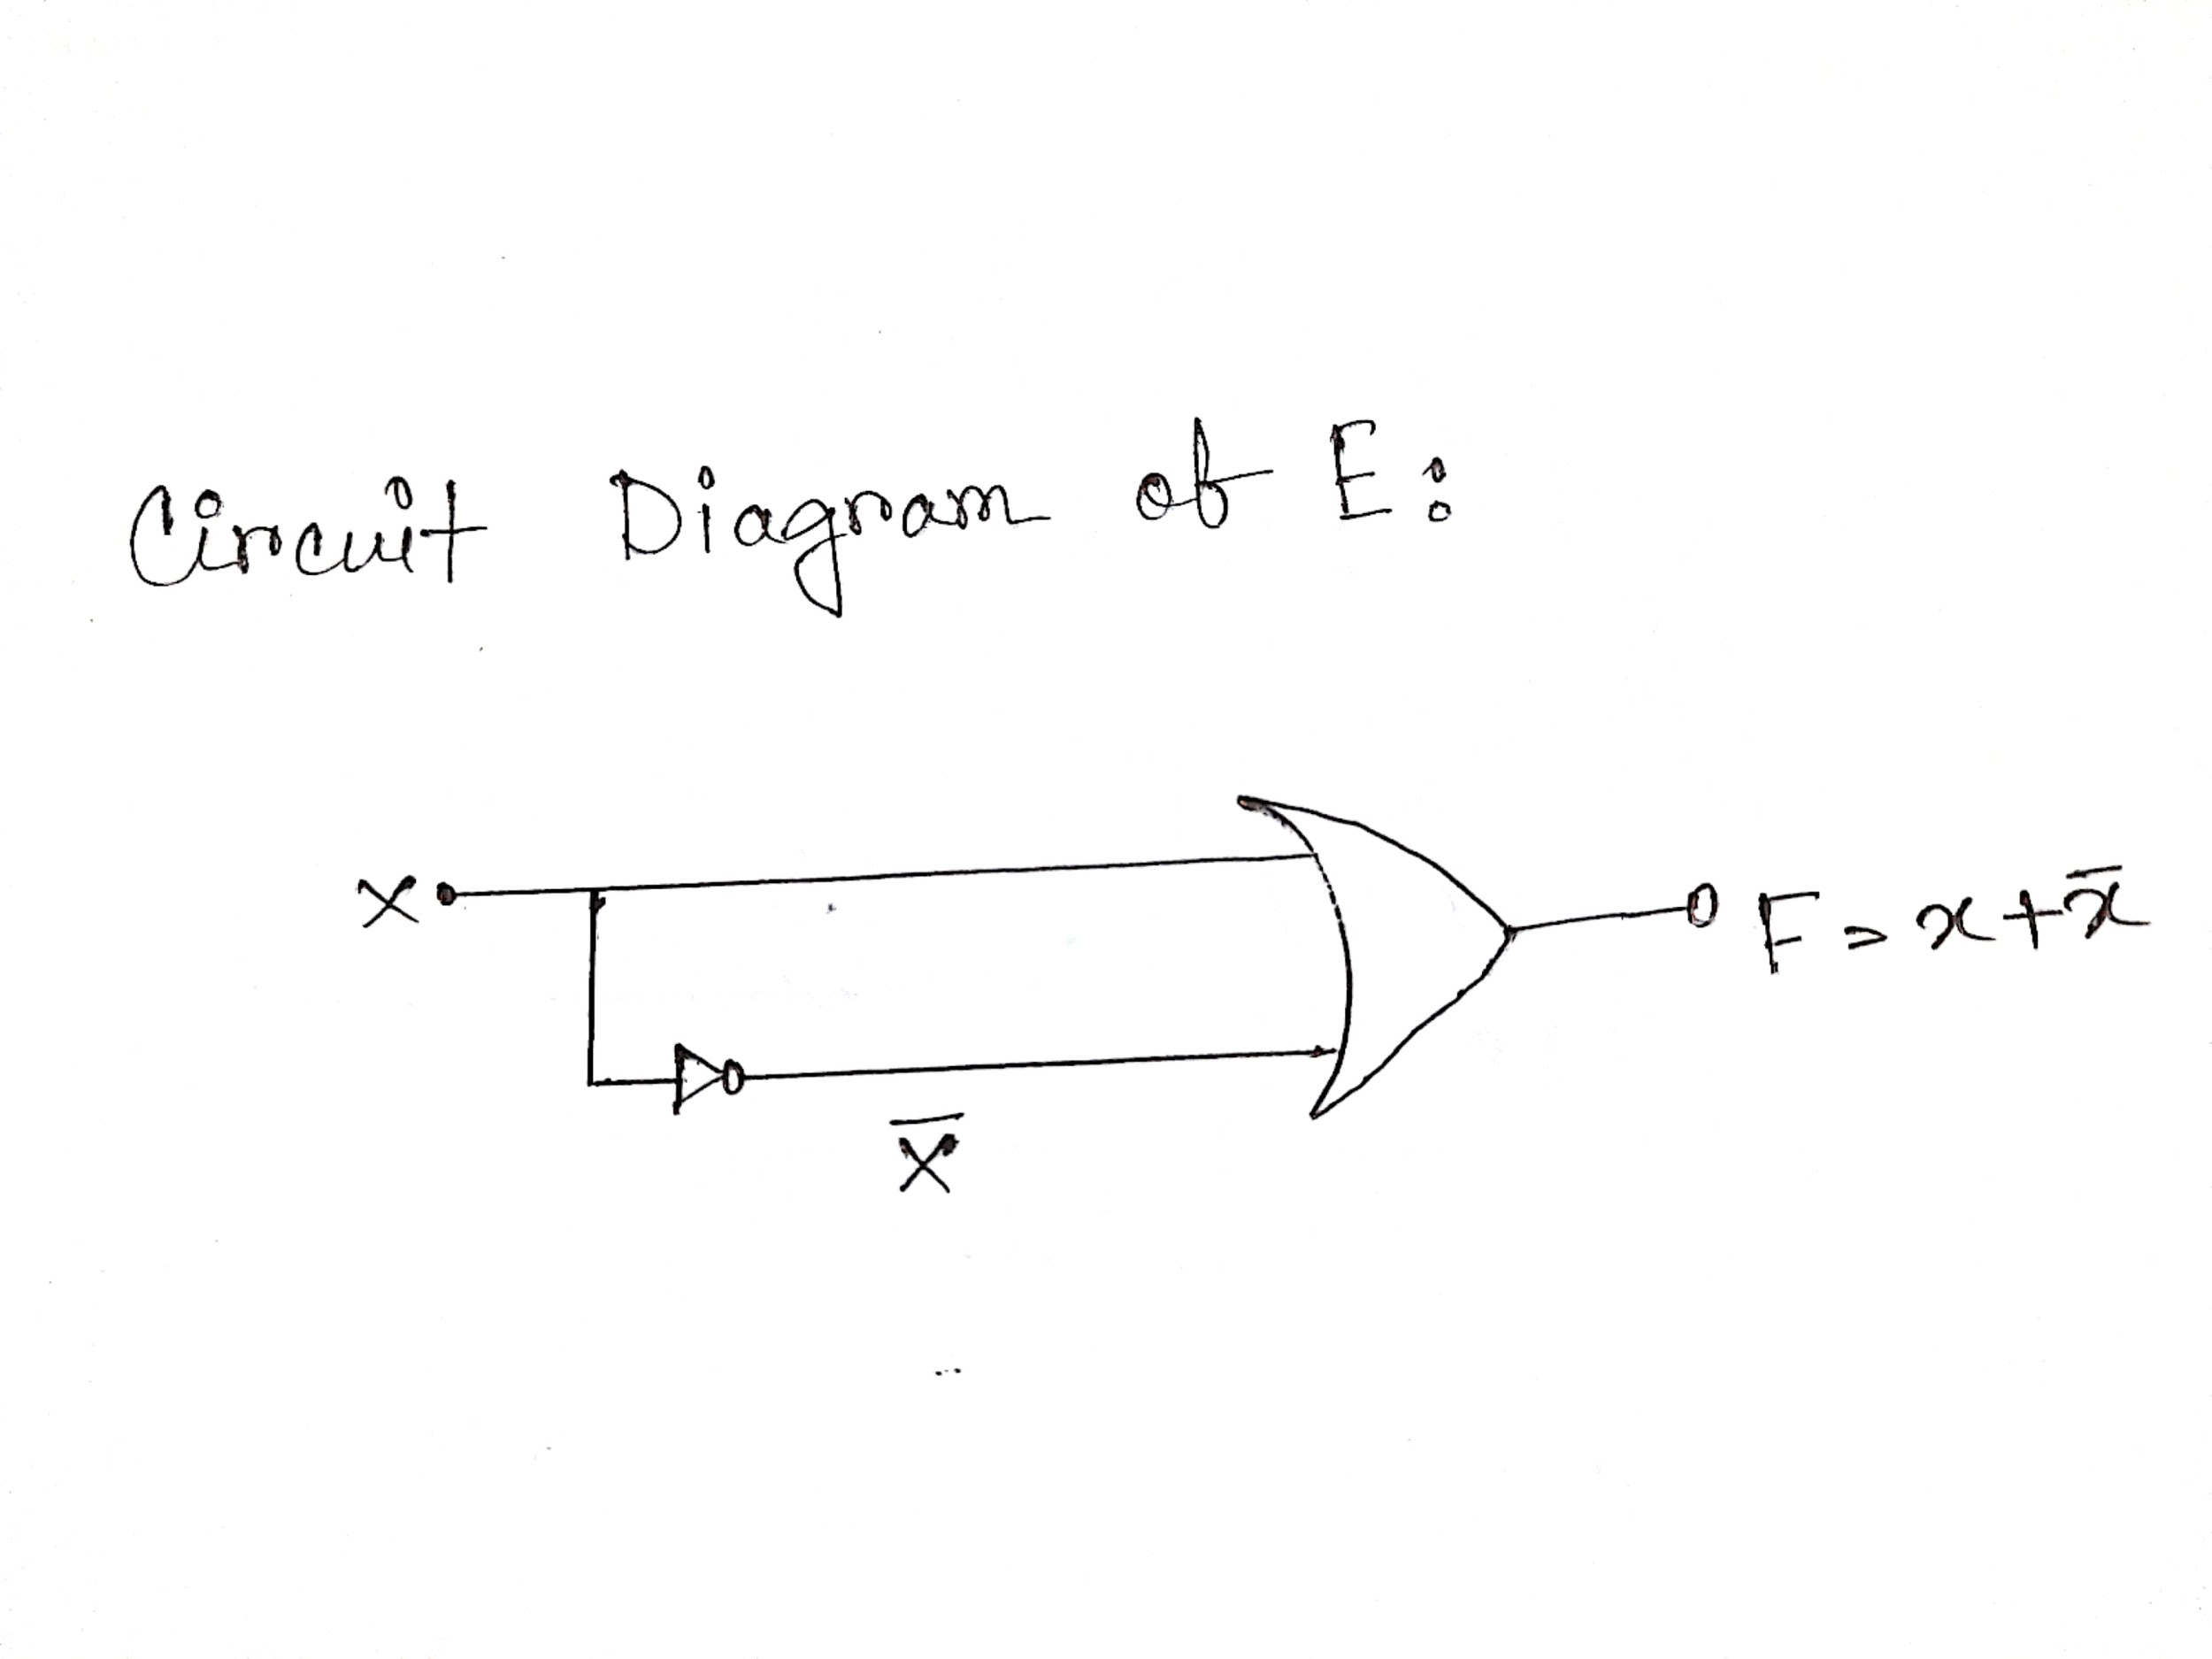 Circuit Diagram of E:
X
F = x + x̄
X̄